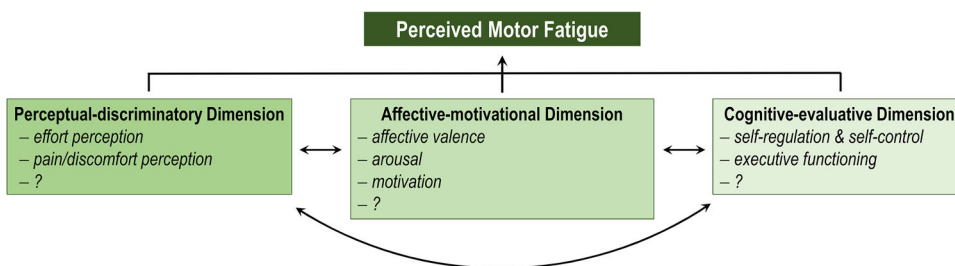 Perceived Motor Fatigue
Perceptual-discriminatory Dimension
– effort perception
– pain/discomfort perception
– ?
Affective-motivational Dimension
– affective valence
– arousal
– motivation
– ?
Cognitive-evaluative Dimension
– self-regulation & self-control
– executive functioning
– ?